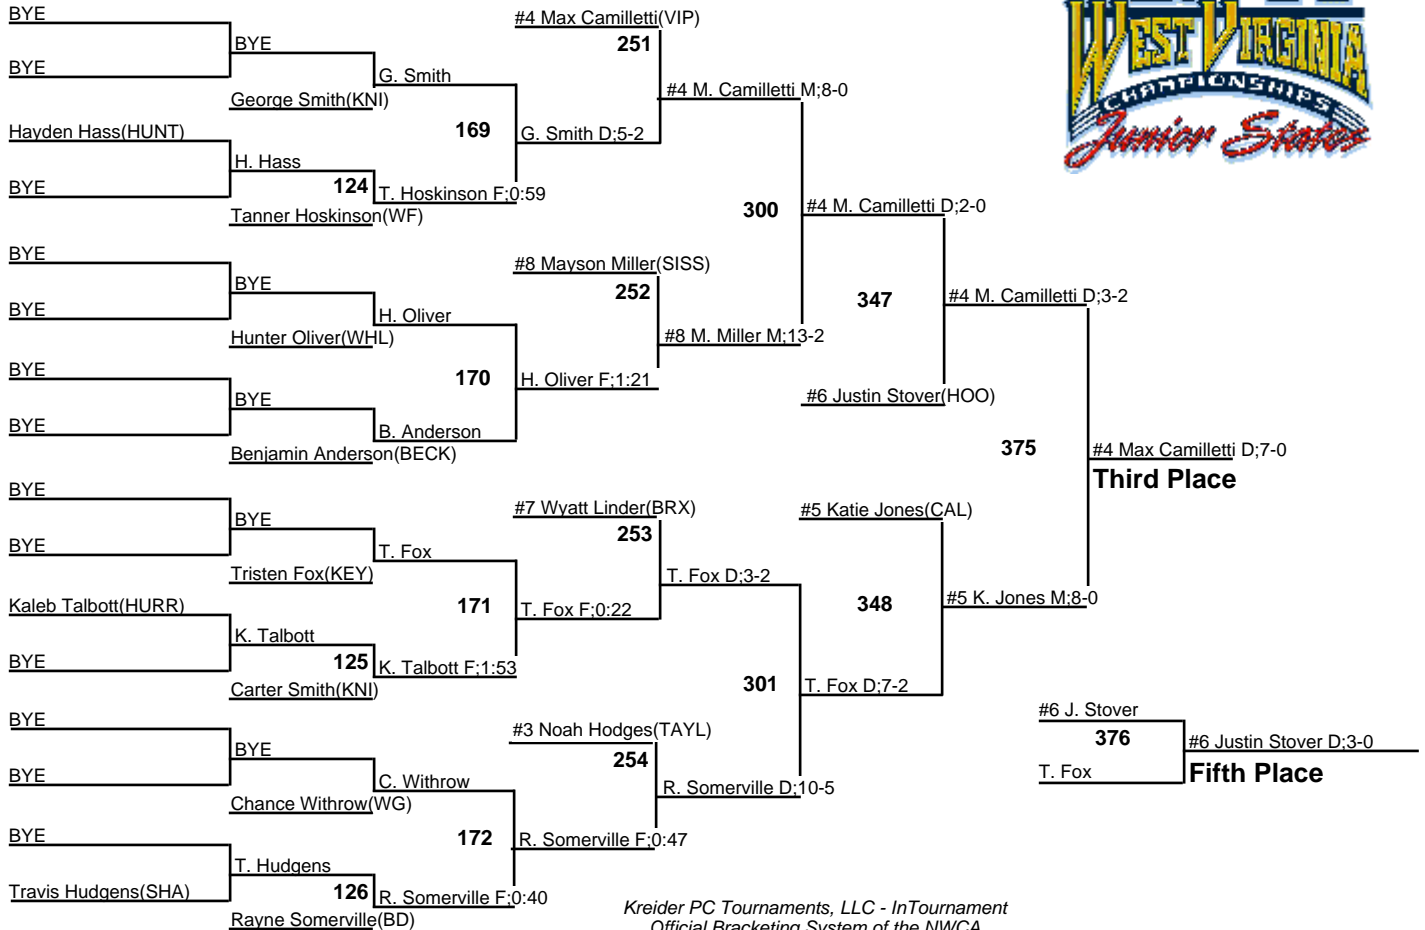 BYE
BYE
BYE
G. Smith
George Smith(KNI)
Hayden Hass(HUNT)
169
H. Hass
BYE
124
T. Hoskinson F;0:59
Tanner Hoskinson(WF)
#4 Max Camilletti(VIP)
251
G. Smith D;5-2
#4 M. Camilletti M;8-0
BYE
BYE
BYE
H. Oliver
Hunter Oliver(WHL)
BYE
170
BYE
BYE
B. Anderson
Benjamin Anderson(BECK)
#8 Mayson Miller(SISS)
252
H. Oliver F;1:21
#8 M. Miller M;13-2
300
#4 M. Camilletti D;2-0
347
#6 Justin Stover(HOO)
#4 M. Camilletti D;3-2
BYE
BYE
BYE
T. Fox
Tristen Fox(KEY)
Kaleb Talbott(HURR)
171
K. Talbott
BYE
125
K. Talbott F;1:53
Carter Smith(KNI)
#7 Wyatt Linder(BRX)
253
T. Fox F;0:22
T. Fox D;3-2
BYE
BYE
BYE
C. Withrow
Chance Withrow(WG)
BYE
172
T. Hudgens
Travis Hudgens(SHA)
126
R. Somerville F;0:40
Rayne Somerville(BD)
#3 Noah Hodges(TAYL)
254
R. Somerville F;0:47
R. Somerville D;10-5
301
T. Fox D;7-2
#5 Katie Jones(CAL)
348
#5 K. Jones M;8-0
375
#4 Max Camilletti D;7-0
Third Place
#6 J. Stover
376
T. Fox
#6 Justin Stover D;3-0
Fifth Place
WEST VIRGINIA
CHAMPIONSHIPS
Junior States
Kreider PC Tournaments, LLC - InTournament
Official Bracketing System of the NWCA